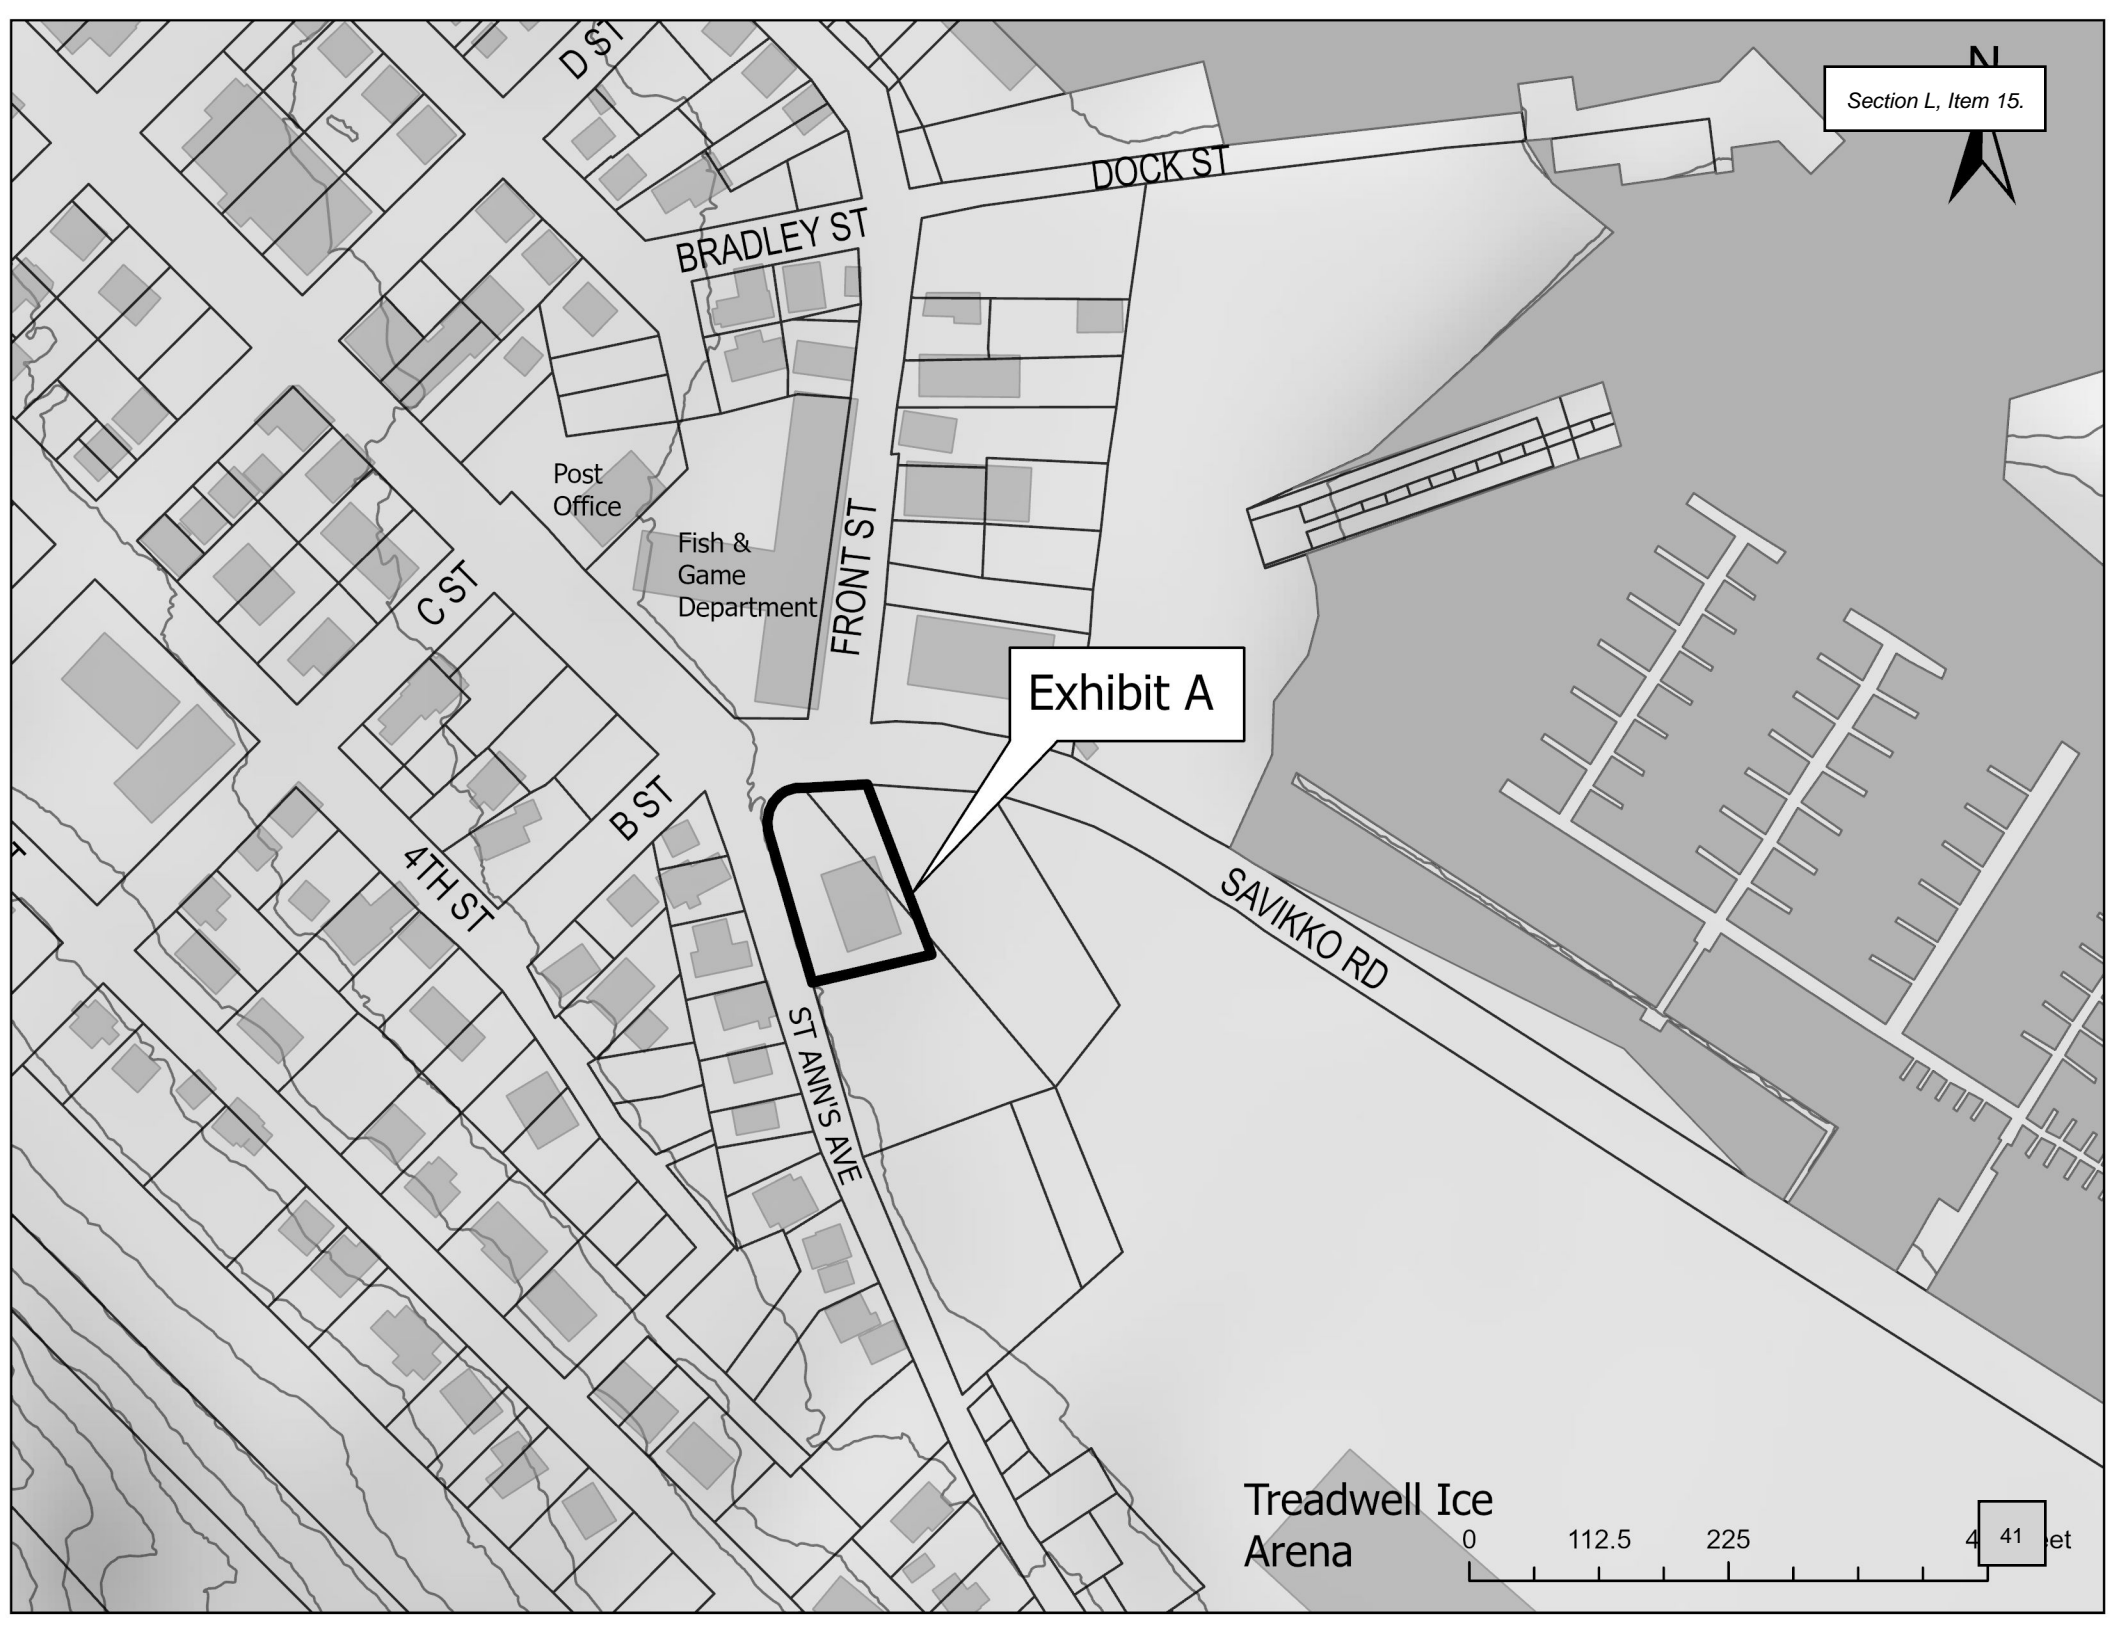 D ST
N
Section L, Item 15.
DOCK ST
BRADLEY ST
Post
Office
Fish &
Game
Department
FRONT ST
C ST
Exhibit A
B ST
4TH ST
SAVIKKO RD
ST ANN'S AVE
Treadwell Ice
Arena
0 112.5 225
41